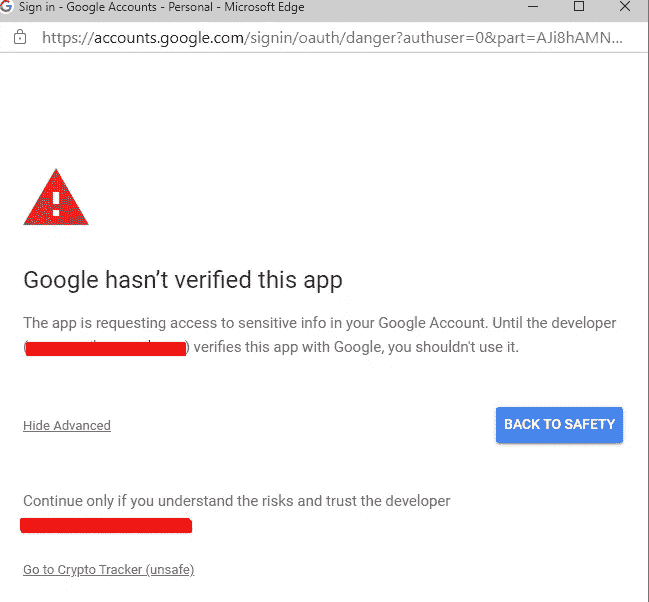 Sign in - Google Accounts - Personal - Microsoft Edge
https://accounts.google.com/signin/oauth/danger?authuser=0&part=AJi8hAMN...
Google hasn't verified this app
The app is requesting access to sensitive info in your Google Account. Until the developer
( ) verifies this app with Google, you shouldn't use it.
Hide Advanced
BACK TO SAFETY
Continue only if you understand the risks and trust the developer
Go to Crypto Tracker (unsafe)